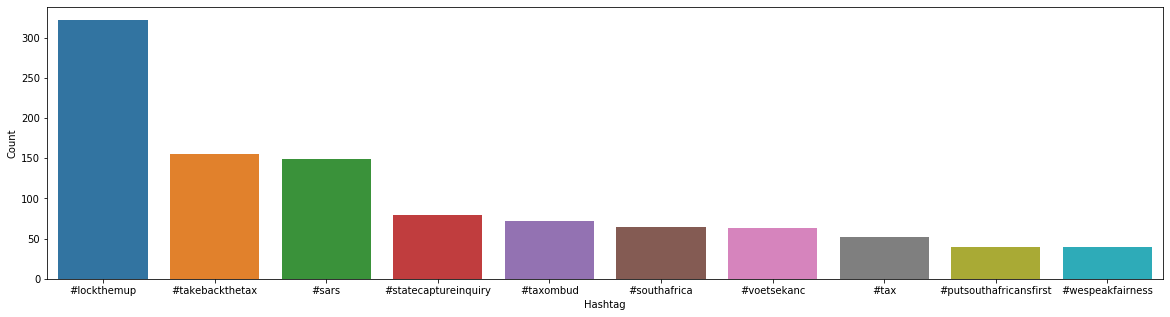 300
250
200
150
100
50
0
Count
#lockthemup #takebackthetax #sars #statecaptureinquiry #taxombud #southafrica #voetsekanc #tax #putsouthafricansfirst #wespeakfairness
Hashtag